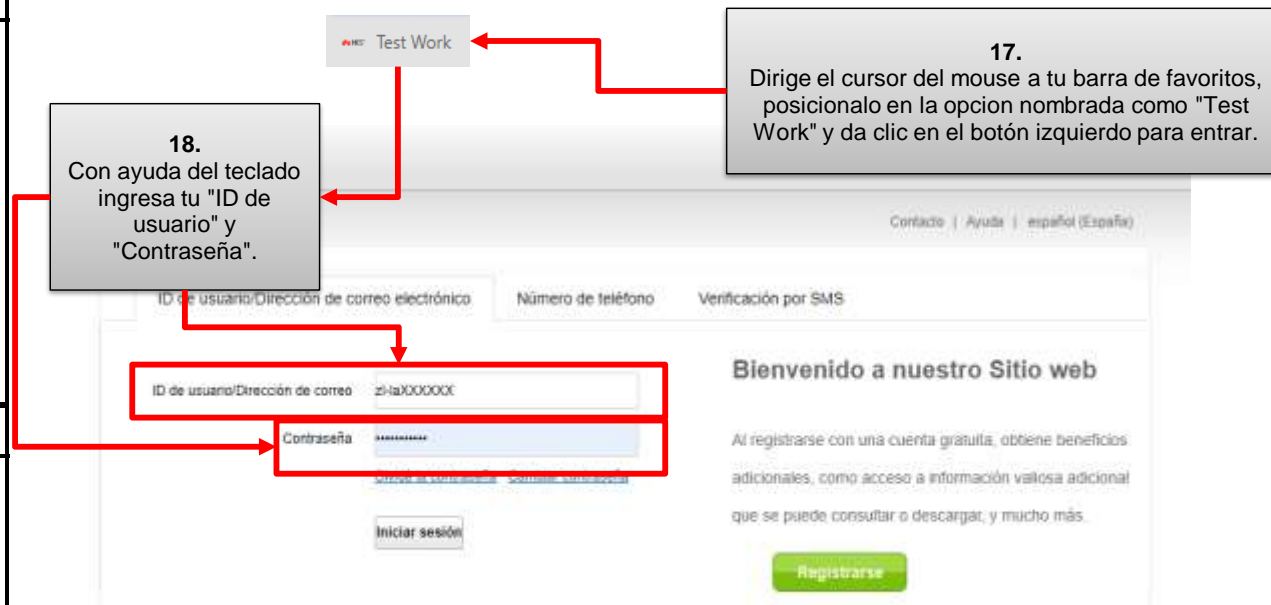 Test Work
17.
Dirige el cursor del mouse a tu barra de favoritos,
posicionalo en la opcion nombrada como "Test
Work" y da clic en el botón izquierdo para entrar.
18.
Con ayuda del teclado
ingresa tu "ID de
usuario" y
"Contraseña".
Contacto | Ayuda | español (España)
ID de usuario/Dirección de correo electrónico
Número de teléfono
Verificación por SMS
Bienvenido a nuestro Sitio web
ID de usuario/Dirección de correo
zl-laXXXXXX
Contraseña
Al registrarse con una cuenta gratuita, obtiene beneficios
adicionales, como acceso a información valiosa adicional
que se puede consultar o descargar, y mucho más.
Iniciar sesión
Registrarse